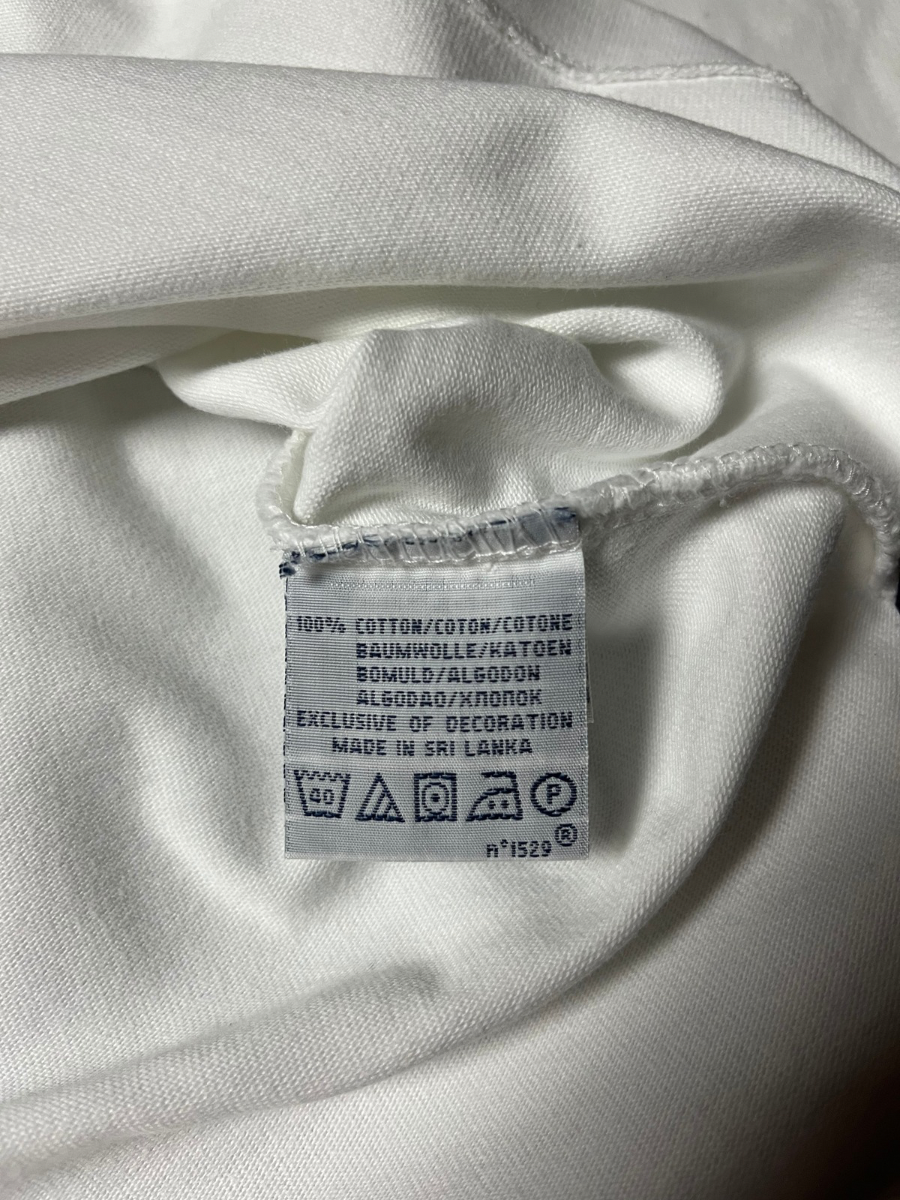 100% COTTON/COTON/COTONE
BAUMWOLLE/KATOEN
BOMULD/ALGODON
ALGODAO/ХЛОПОК
EXCLUSIVE OF DECORATION
MADE IN SRI LANKA
40 P
n°1529®